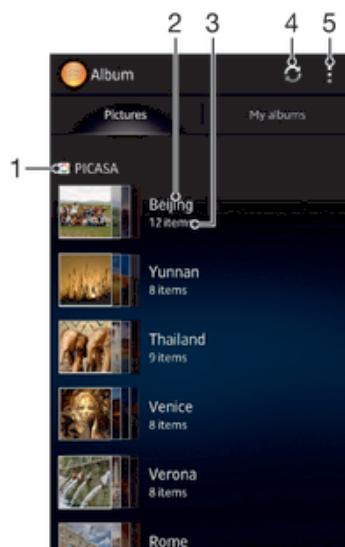 2 3 4 5
Album
Pictures My albums
1 PICASA
Beijing
12 items
Yunnan
8 items
Thailand
9 items
Venice
8 items
Verona
8 items
Rome